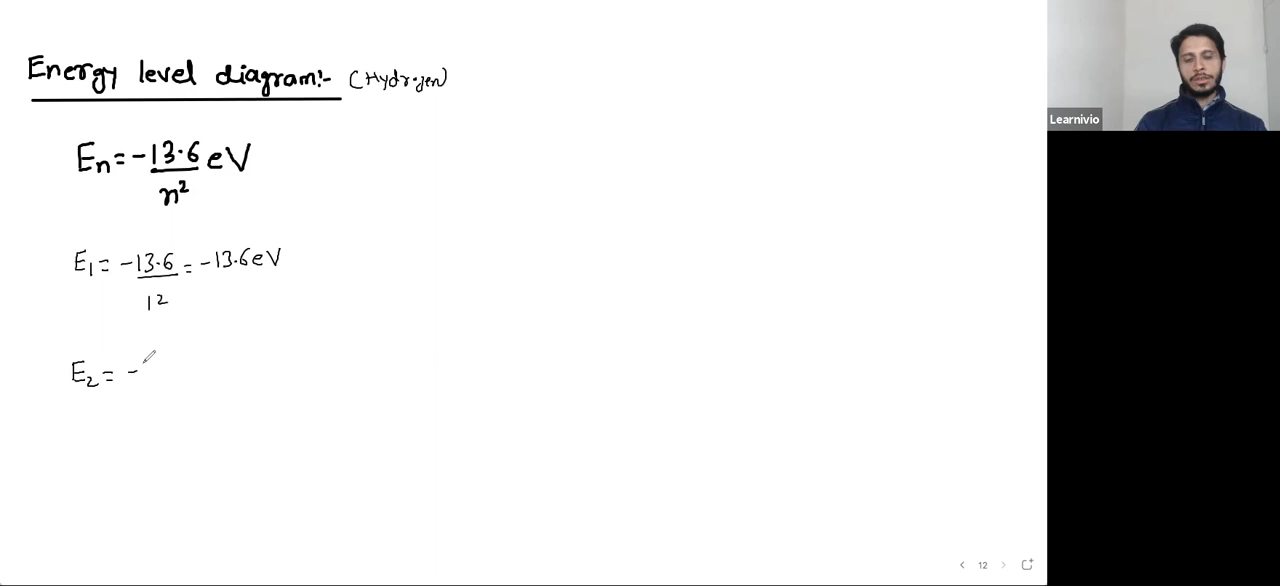 Energy level diagram:- (Hydrogen)
En = -13.6/n² eV
E₁ = -13.6/1² = -13.6 eV
E₂ = -
Learnivio
12